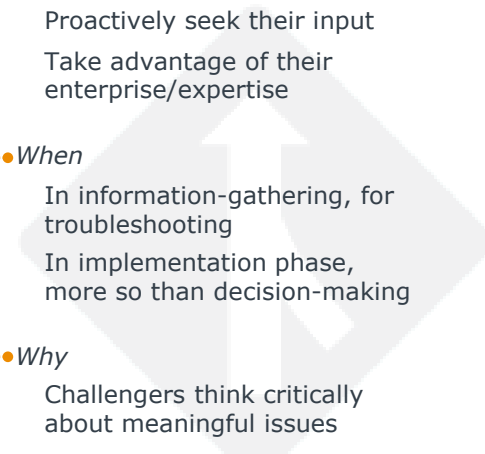 Proactively seek their input
Take advantage of their
enterprise/expertise
●When
In information-gathering, for
troubleshooting
In implementation phase,
more so than decision-making
●Why
Challengers think critically
about meaningful issues